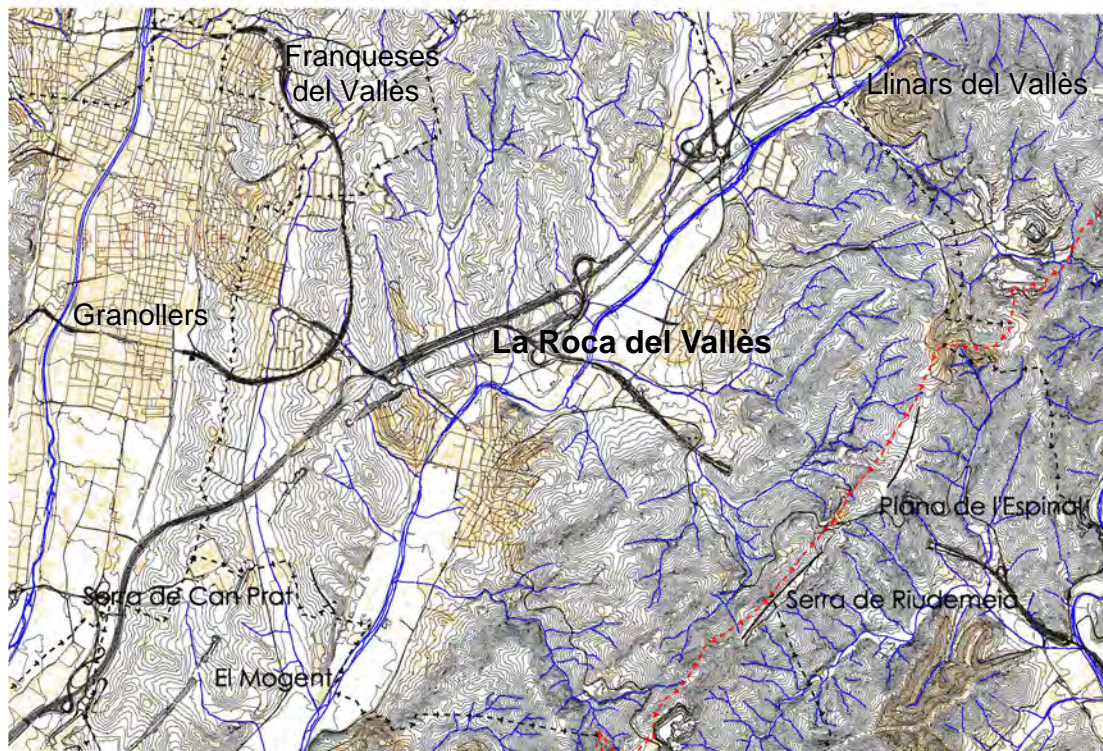 Franqueses
del Vallès
Llinars del Vallès
Granollers
La Roca del Vallès
Plana de l'Espinal
Serra de Can Prat
Serra de Riudemeia
El Mogent